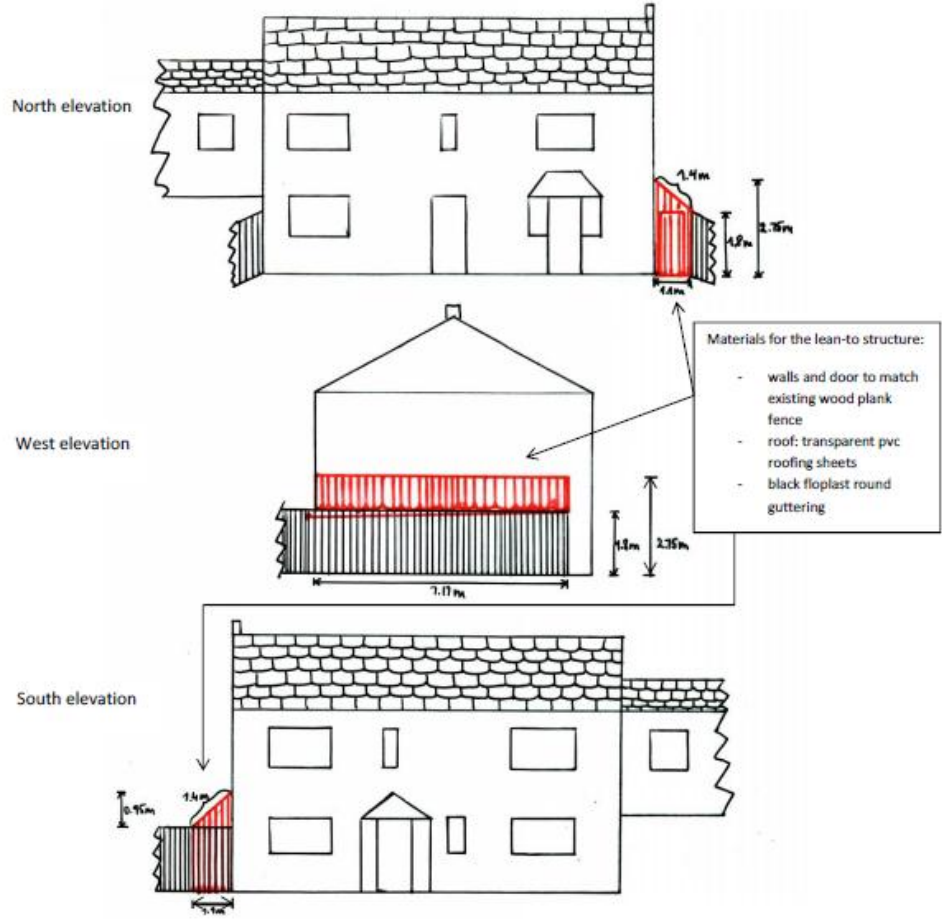 North elevation
1.4m
2.75m
1.8m
1.1m
Materials for the lean-to structure:
- walls and door to match
existing wood plank
fence
- roof: transparent pvc
roofing sheets
- black floplast round
guttering
West elevation
1.8m
2.75m
7.17m
South elevation
1.4m
0.95m
1.1m